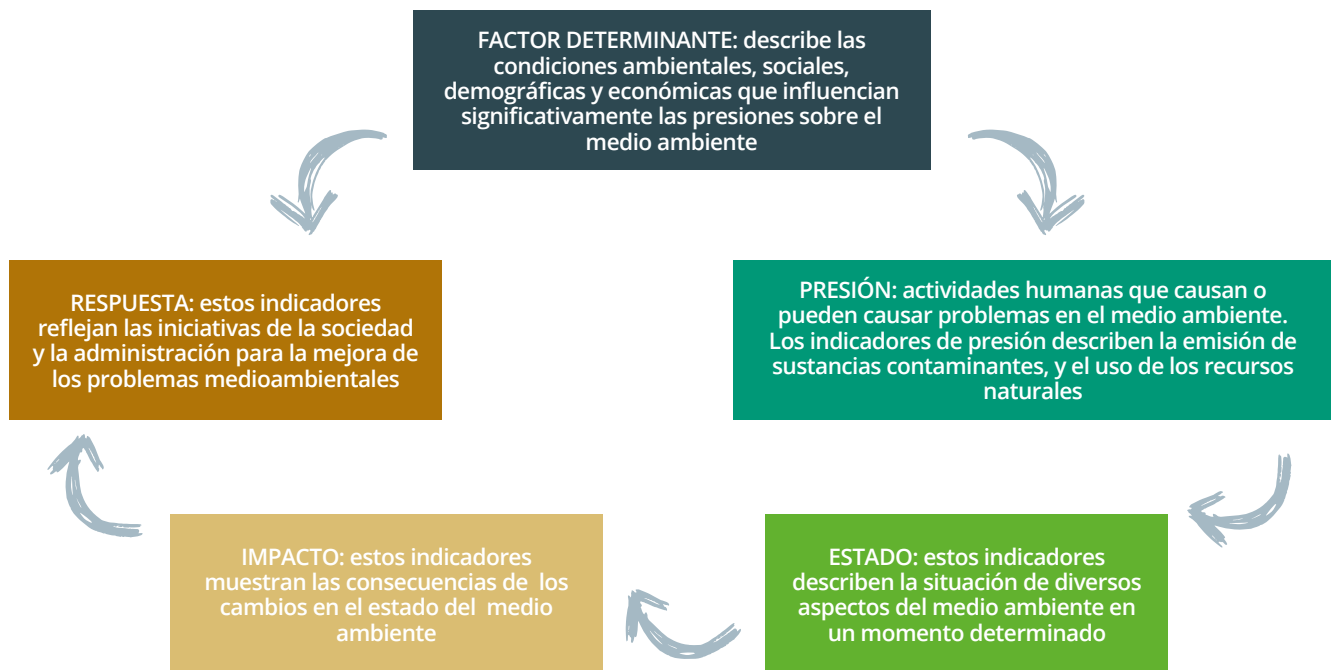 FACTOR DETERMINANTE: describe las
condiciones ambientales, sociales,
demográficas y económicas que influencian
significativamente las presiones sobre el
medio ambiente
RESPUESTA: estos indicadores
reflejan las iniciativas de la sociedad
y la administración para la mejora de
los problemas medioambientales
PRESIÓN: actividades humanas que causan o
pueden causar problemas en el medio ambiente.
Los indicadores de presión describen la emisión de
sustancias contaminantes, y el uso de los recursos
naturales
IMPACTO: estos indicadores
muestran las consecuencias de los
cambios en el estado del medio
ambiente
ESTADO: estos indicadores
describen la situación de diversos
aspectos del medio ambiente en
un momento determinado